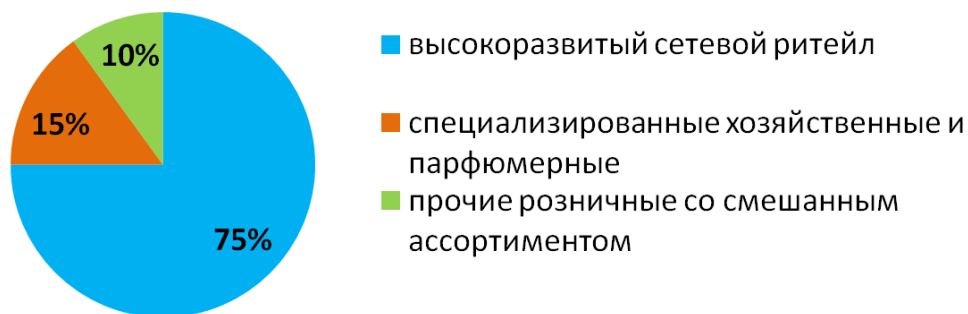 10%
15%
75%
высокоразвитый сетевой ритейл
специализированные хозяйственные и
парфюмерные
прочие розничные со смешанным
ассортиментом